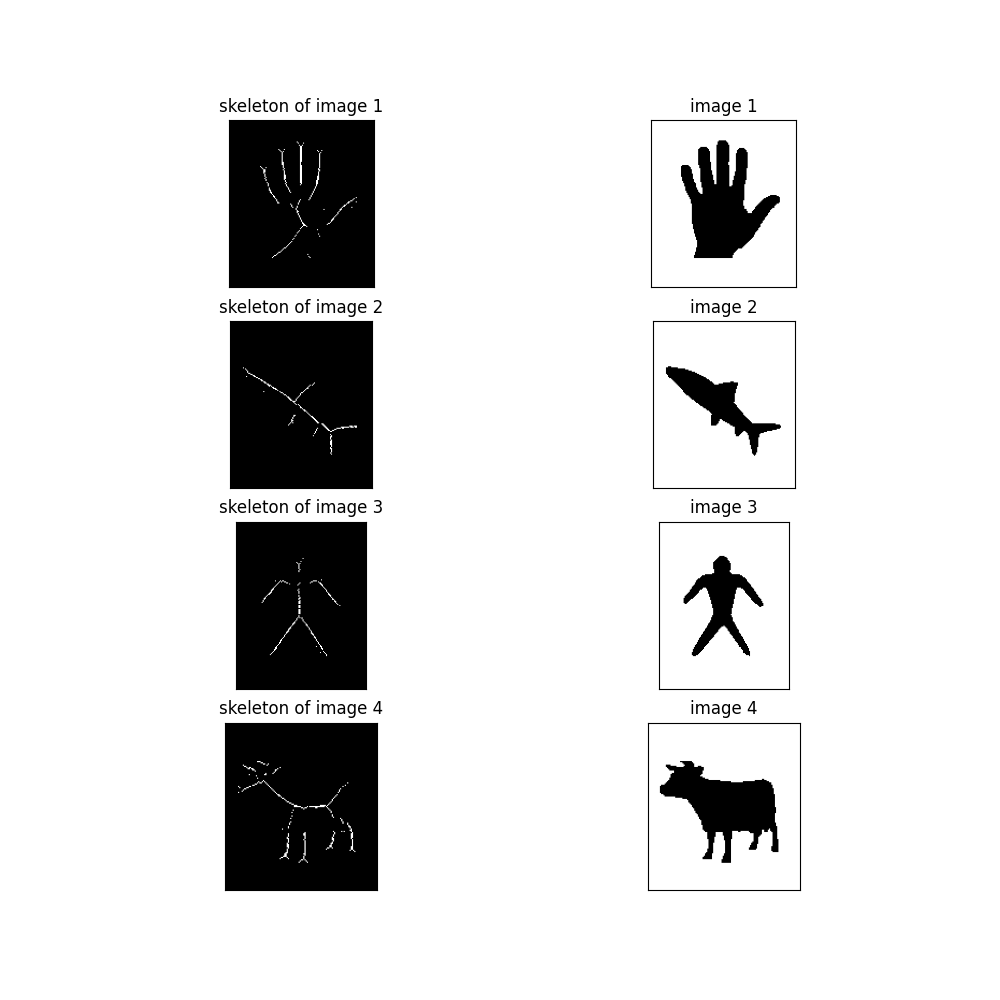 skeleton of image 1
image 1
skeleton of image 2
image 2
skeleton of image 3
image 3
skeleton of image 4
image 4